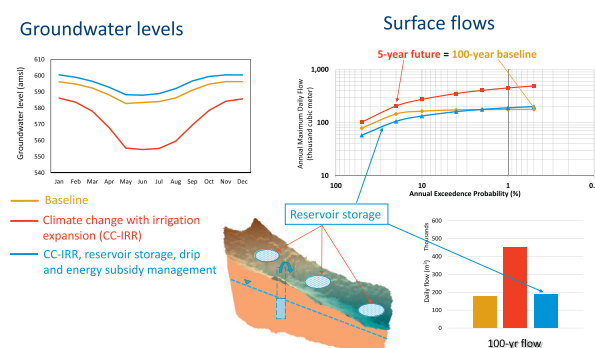 Groundwater levels
Surface flows
5-year future = 100-year baseline
Groundwater level (amsl)
610
600
590
580
570
560
550
540
Jan Feb Mar Apr May Jun Jul Aug Sep Oct Nov Dec
Annual Maximum Daily Flow
(thousand cubic meter)
1,000
100
10
100 10 1 0.
Annual Exceedence Probability (%)
Baseline
Climate change with irrigation
expansion (CC-IRR)
CC-IRR, reservoir storage, drip
and energy subsidy management
Reservoir storage
Daily flow (m³)
Thousands
600
500
400
300
200
100
0
100-yr flow